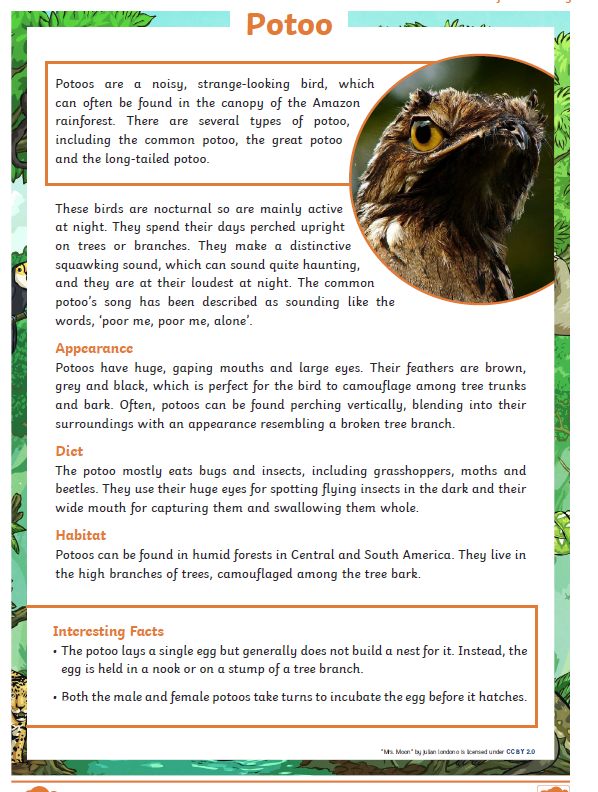 Potoo
Potoos are a noisy, strange-looking bird, which
can often be found in the canopy of the Amazon
rainforest. There are several types of potoo,
including the common potoo, the great potoo
and the long-tailed potoo.
These birds are nocturnal so are mainly active
at night. They spend their days perched upright
on trees or branches. They make a distinctive
squawking sound, which can sound quite haunting,
and they are at their loudest at night. The common
potoo's song has been described as sounding like the
words, 'poor me, poor me, alone'.
Appearance
Potoos have huge, gaping mouths and large eyes. Their feathers are brown,
grey and black, which is perfect for the bird to camouflage among tree trunks
and bark. Often, potoos can be found perching vertically, blending into their
surroundings with an appearance resembling a broken tree branch.
Diet
The potoo mostly eats bugs and insects, including grasshoppers, moths and
beetles. They use their huge eyes for spotting flying insects in the dark and their
wide mouth for capturing them and swallowing them whole.
Habitat
Potoos can be found in humid forests in Central and South America. They live in
the high branches of trees, camouflaged among the tree bark.
Interesting Facts
• The potoo lays a single egg but generally does not build a nest for it. Instead, the
egg is held in a nook or on a stump of a tree branch.
• Both the male and female potoos take turns to incubate the egg before it hatches.
"Mrs. Moon" by julian londono is licensed under CC BY 2.0